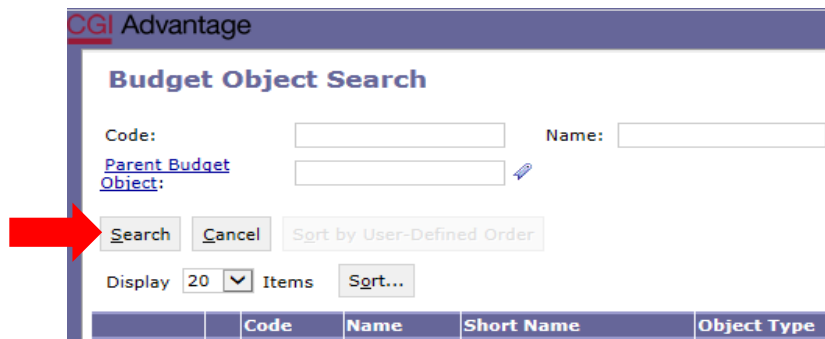 CGI Advantage
Budget Object Search
Code: Name:
Parent Budget
Object:
Search Cancel Sort by User-Defined Order
Display 20 Items Sort...
Code Name Short Name Object Type